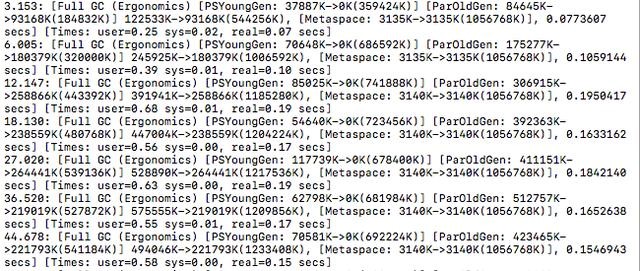 3.153: [Full GC (Ergonomics) [PSYoungGen: 37887K->0K(359424K)] [ParOldGen: 84645K-
>93168K(184832K)] 122533K->93168K(544256K), [Metaspace: 3135K->3135K(1056768K)], 0.0773607
secs] [Times: user=0.25 sys=0.02, real=0.07 secs]
6.005: [Full GC (Ergonomics) [PSYoungGen: 70648K->0K(686592K)] [ParOldGen: 175277K-
>180379K(320000K)] 245925K->180379K(1006592K), [Metaspace: 3135K->3135K(1056768K)], 0.1059144
secs] [Times: user=0.39 sys=0.01, real=0.10 secs]
12.147: [Full GC (Ergonomics) [PSYoungGen: 85025K->0K(741888K)] [ParOldGen: 306915K-
>258866K(443392K)] 391941K->258866K(1185280K), [Metaspace: 3140K->3140K(1056768K)], 0.1950417
secs] [Times: user=0.68 sys=0.01, real=0.19 secs]
18.130: [Full GC (Ergonomics) [PSYoungGen: 54640K->0K(723456K)] [ParOldGen: 392363K-
>238559K(480768K)] 447004K->238559K(1204224K), [Metaspace: 3140K->3140K(1056768K)], 0.1633162
secs] [Times: user=0.56 sys=0.00, real=0.17 secs]
27.020: [Full GC (Ergonomics) [PSYoungGen: 117739K->0K(678400K)] [ParOldGen: 411151K-
>264441K(539136K)] 528890K->264441K(1217536K), [Metaspace: 3140K->3140K(1056768K)], 0.1842140
secs] [Times: user=0.63 sys=0.00, real=0.19 secs]
36.520: [Full GC (Ergonomics) [PSYoungGen: 62798K->0K(681984K)] [ParOldGen: 512757K-
>219019K(527872K)] 575555K->219019K(1209856K), [Metaspace: 3140K->3140K(1056768K)], 0.1652638
secs] [Times: user=0.55 sys=0.01, real=0.17 secs]
44.678: [Full GC (Ergonomics) [PSYoungGen: 70581K->0K(692224K)] [ParOldGen: 423465K-
>221793K(541184K)] 494046K->221793K(1233408K), [Metaspace: 3140K->3140K(1056768K)], 0.1546943
secs] [Times: user=0.58 sys=0.00, real=0.15 secs]